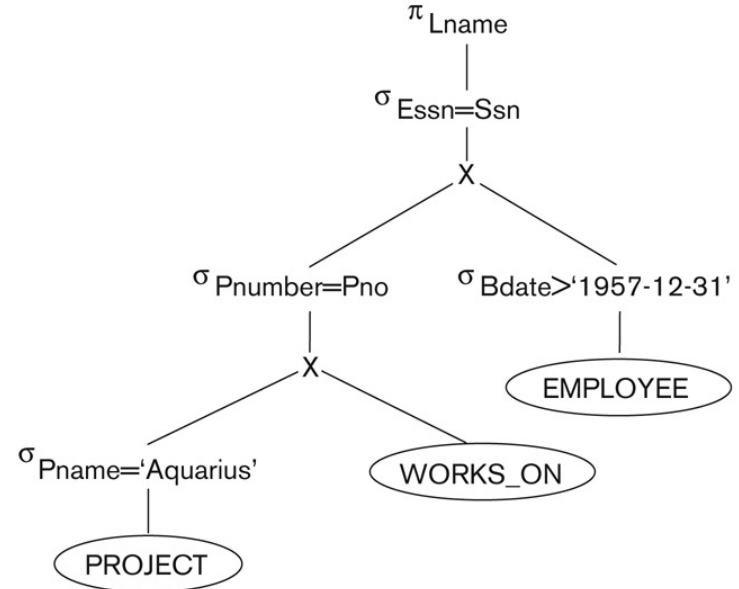 π Lname
σ Essn=Ssn
X
σ Pnumber=Pno
σ Bdate>‘1957-12-31’
X
EMPLOYEE
σ Pname=‘Aquarius’
WORKS_ON
PROJECT